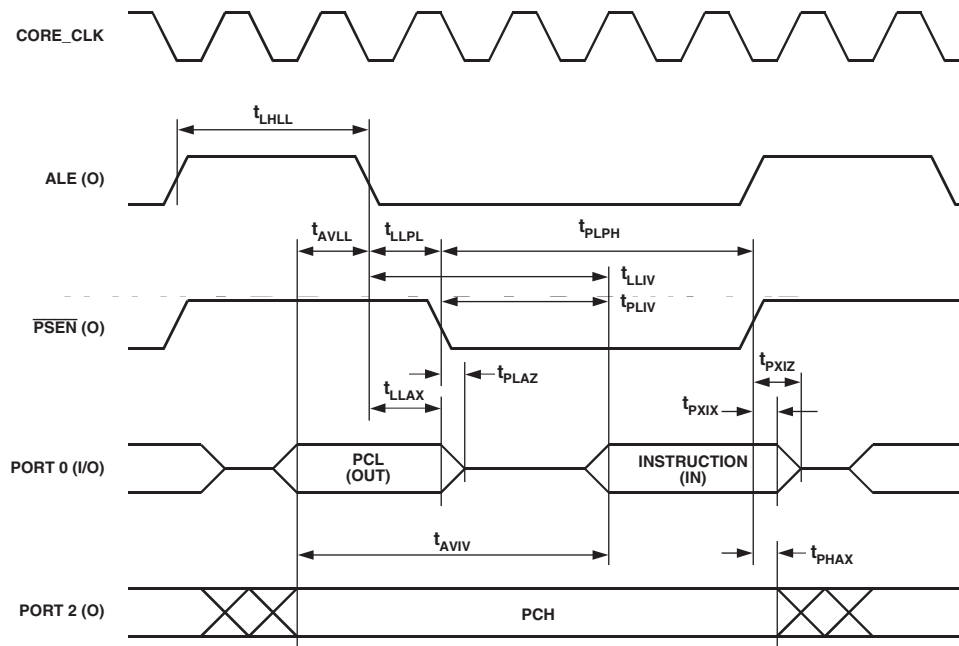 CORE_CLK
tLHLL
ALE (O)
tAVLL
tLLPL
tPLPH
tLLIV
tPLIV
PSEN (O)
tPXIZ
tPLAZ
tLLAX
tPXIX
PORT 0 (I/O)
PCL
(OUT)
INSTRUCTION
(IN)
tAVIV
tPHAX
PORT 2 (O)
PCH